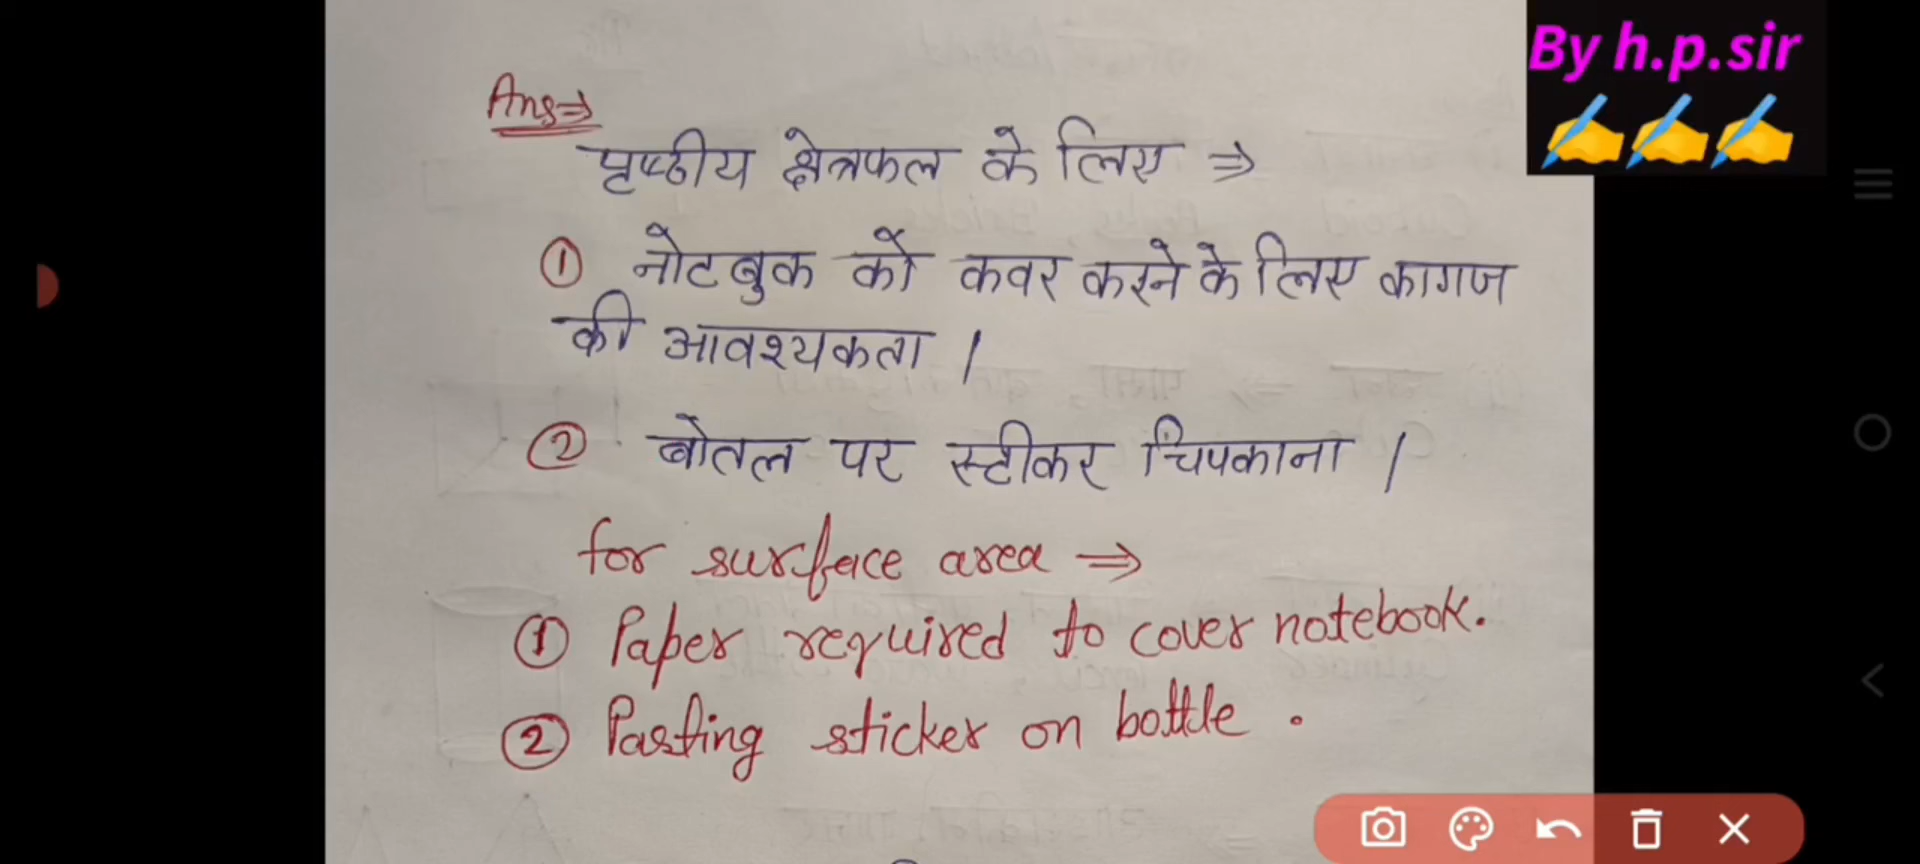 By h.p.sir
Ans⇒
पृष्ठीय क्षेत्रफल के लिए ⇒
① नोटबुक को कवर करने के लिए कागज
की आवश्यकता |
② बोतल पर स्टीकर चिपकाना |
for surface area ⇒
① Paper required to cover notebook.
② Pasting sticker on bottle .